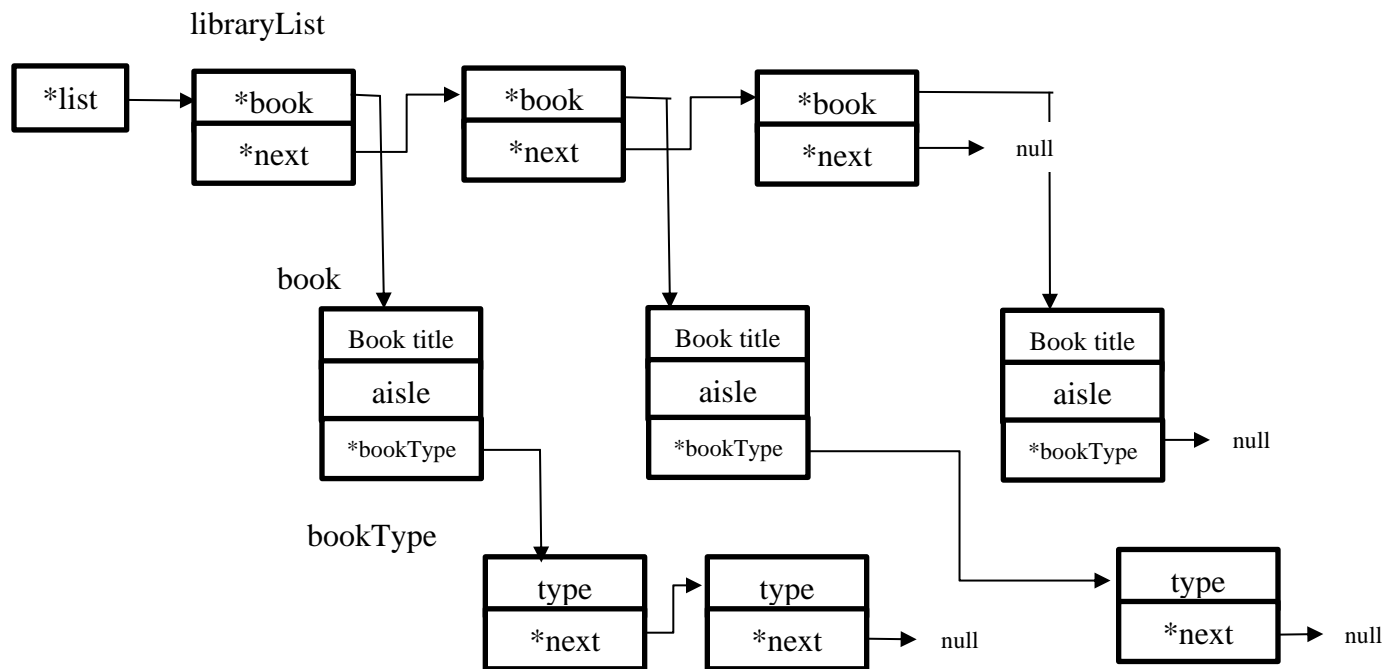 libraryList
*list
*book
*next
*book
*next
*book
*next
null
book
Book title
aisle
*bookType
Book title
aisle
*bookType
Book title
aisle
*bookType
null
bookType
type
*next
type
*next
null
type
*next
null